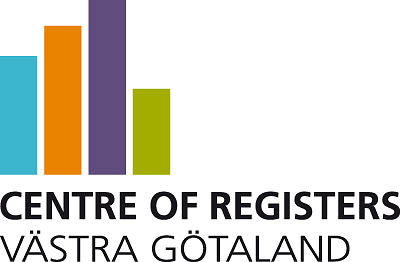 CENTRE OF REGISTERS
VÄSTRA GÖTALAND